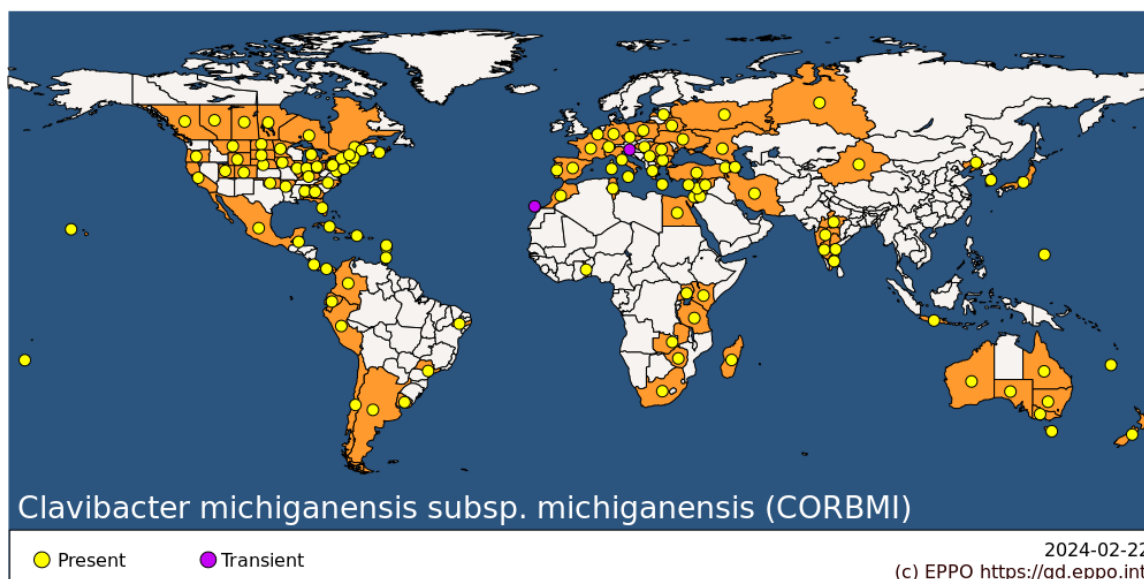 Clavibacter michiganensis subsp. michiganensis (CORBMI)
Present
Transient
2024-02-22
(c) EPPO https://gd.eppo.int